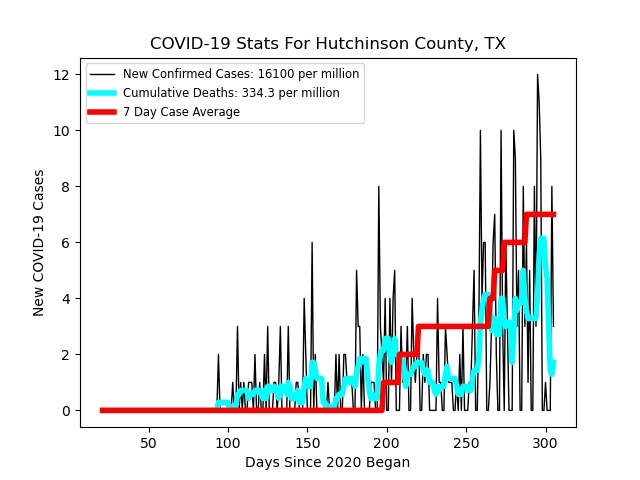 COVID-19 Stats For Hutchinson County, TX
New Confirmed Cases: 16100 per million
Cumulative Deaths: 334.3 per million
7 Day Case Average
12
10
8
6
4
2
0
New COVID-19 Cases
50 100 150 200 250 300
Days Since 2020 Began